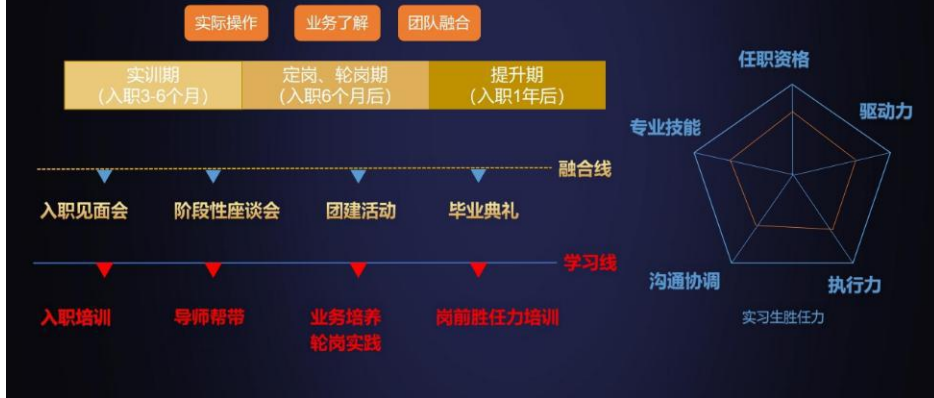 实际操作
业务了解
团队融合
实训期
(入职3-6个月)
定岗、轮岗期
(入职6个月后)
提升期
(入职1年后)
融合线
入职见面会
阶段性座谈会
团建活动
毕业典礼
学习线
入职培训
导师帮带
业务培养
轮岗实践
岗前胜任力培训
任职资格
驱动力
专业技能
沟通协调
执行力
实习生胜任力